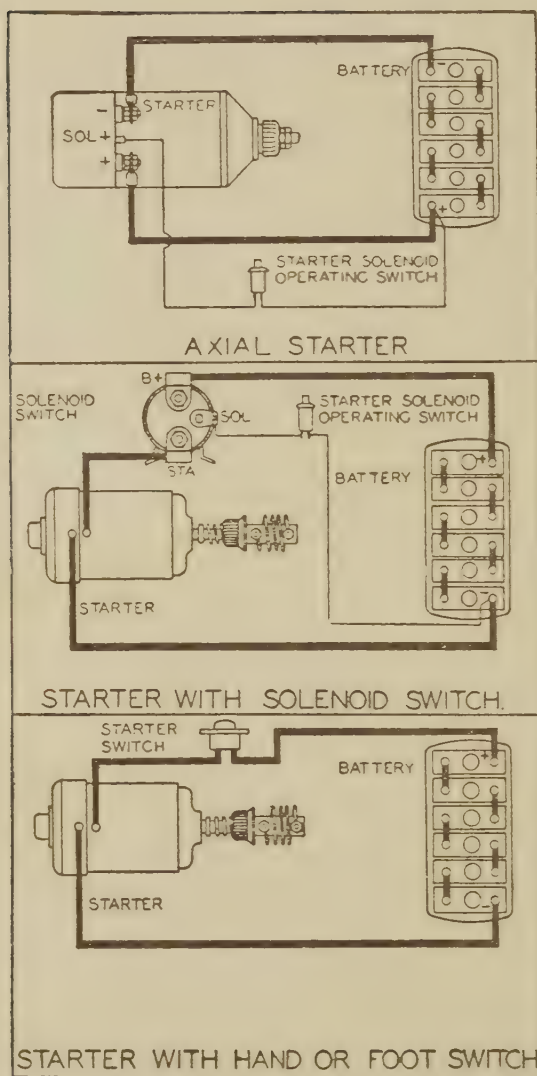 BATTERY
-
- STARTER
SOL +
+
+
STARTER SOLENOID
OPERATING SWITCH
AXIAL STARTER
B+
SOLENOID
SWITCH
SOL
STARTER SOLENOID
OPERATING SWITCH
+
STA
BATTERY
-
STARTER
STARTER WITH SOLENOID SWITCH.
STARTER
SWITCH
+
BATTERY
STARTER
-
STARTER WITH HAND OR FOOT SWITCH